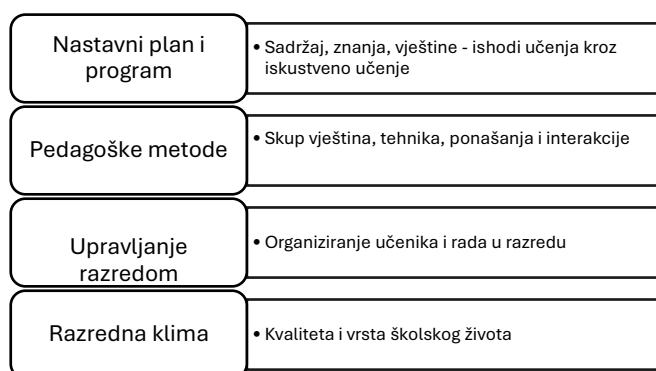 Nastavni plan i
program
• Sadržaj, znanja, vještine - ishodi učenja kroz
iskustveno učenje
Pedagoške metode
• Skup vještina, tehnika, ponašanja i interakcije
Upravljanje
razredom
• Organiziranje učenika i rada u razredu
Razredna klima
• Kvaliteta i vrsta školskog života